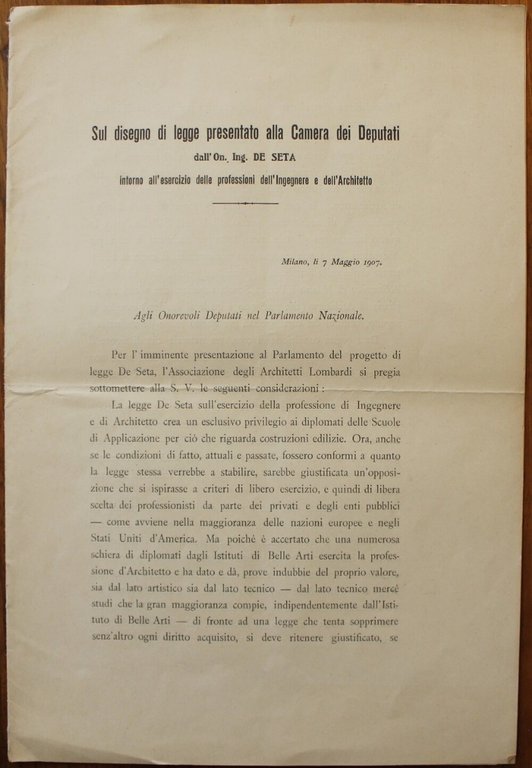 Sul disegno di legge presentato alla Camera dei Deputati
dall'On. Ing. DE SETA
intorno all'esercizio delle professioni dell'Ingegnere e dell'Architetto
Milano, li 7 Maggio 1907.
Agli Onorevoli Deputati nel Parlamento Nazionale.
Per l'imminente presentazione al Parlamento del progetto di
legge De Seta, l'Associazione degli Architetti Lombardi si pregia
sottomettere alla S. V. le seguenti considerazioni :
La legge De Seta sull'esercizio della professione di Ingegnere
e di Architetto crea un esclusivo privilegio ai diplomati delle Scuole
di Applicazione per ciò che riguarda costruzioni edilizie. Ora, anche
se le condizioni di fatto, attuali e passate, fossero conformi a quanto
la legge stessa verrebbe a stabilire, sarebbe giustificata un'opposi-
zione che si ispirasse a criteri di libero esercizio, e quindi di libera
scelta dei professionisti da parte dei privati e degli enti pubblici
— come avviene nella maggioranza delle nazioni europee e negli
Stati Uniti d'America. Ma poichè è accertato che una numerosa
schiera di diplomati dagli Istituti di Belle Arti esercita la profes-
sione d'Architetto e ha dato e dà, prove indubbie del proprio valore,
sia dal lato artistico sia dal lato tecnico — dal lato tecnico mercè
studi che la gran maggioranza compie, indipendentemente dall'Isti-
tuto di Belle Arti — di fronte ad una legge che tenta sopprimere
senz'altro ogni diritto acquisito, si deve ritenere giustificato, se